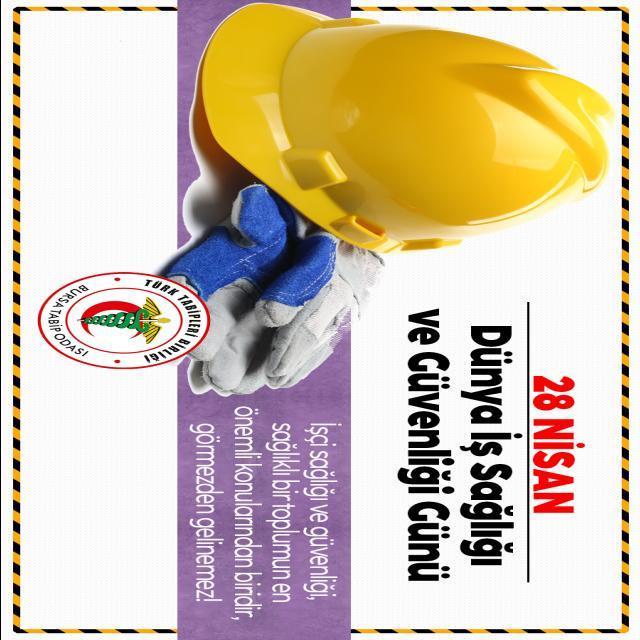 28 NİSAN
Dünya İş Sağlığı
ve Güvenliği Günü
İşçi sağlığı ve güvenliği,
sağlıklı bir toplumun en
önemli konularından biridir,
görmezden gelinemez!
TÜRK TABİPLERİ BİRLİĞİ
BURSA TABİP ODASI